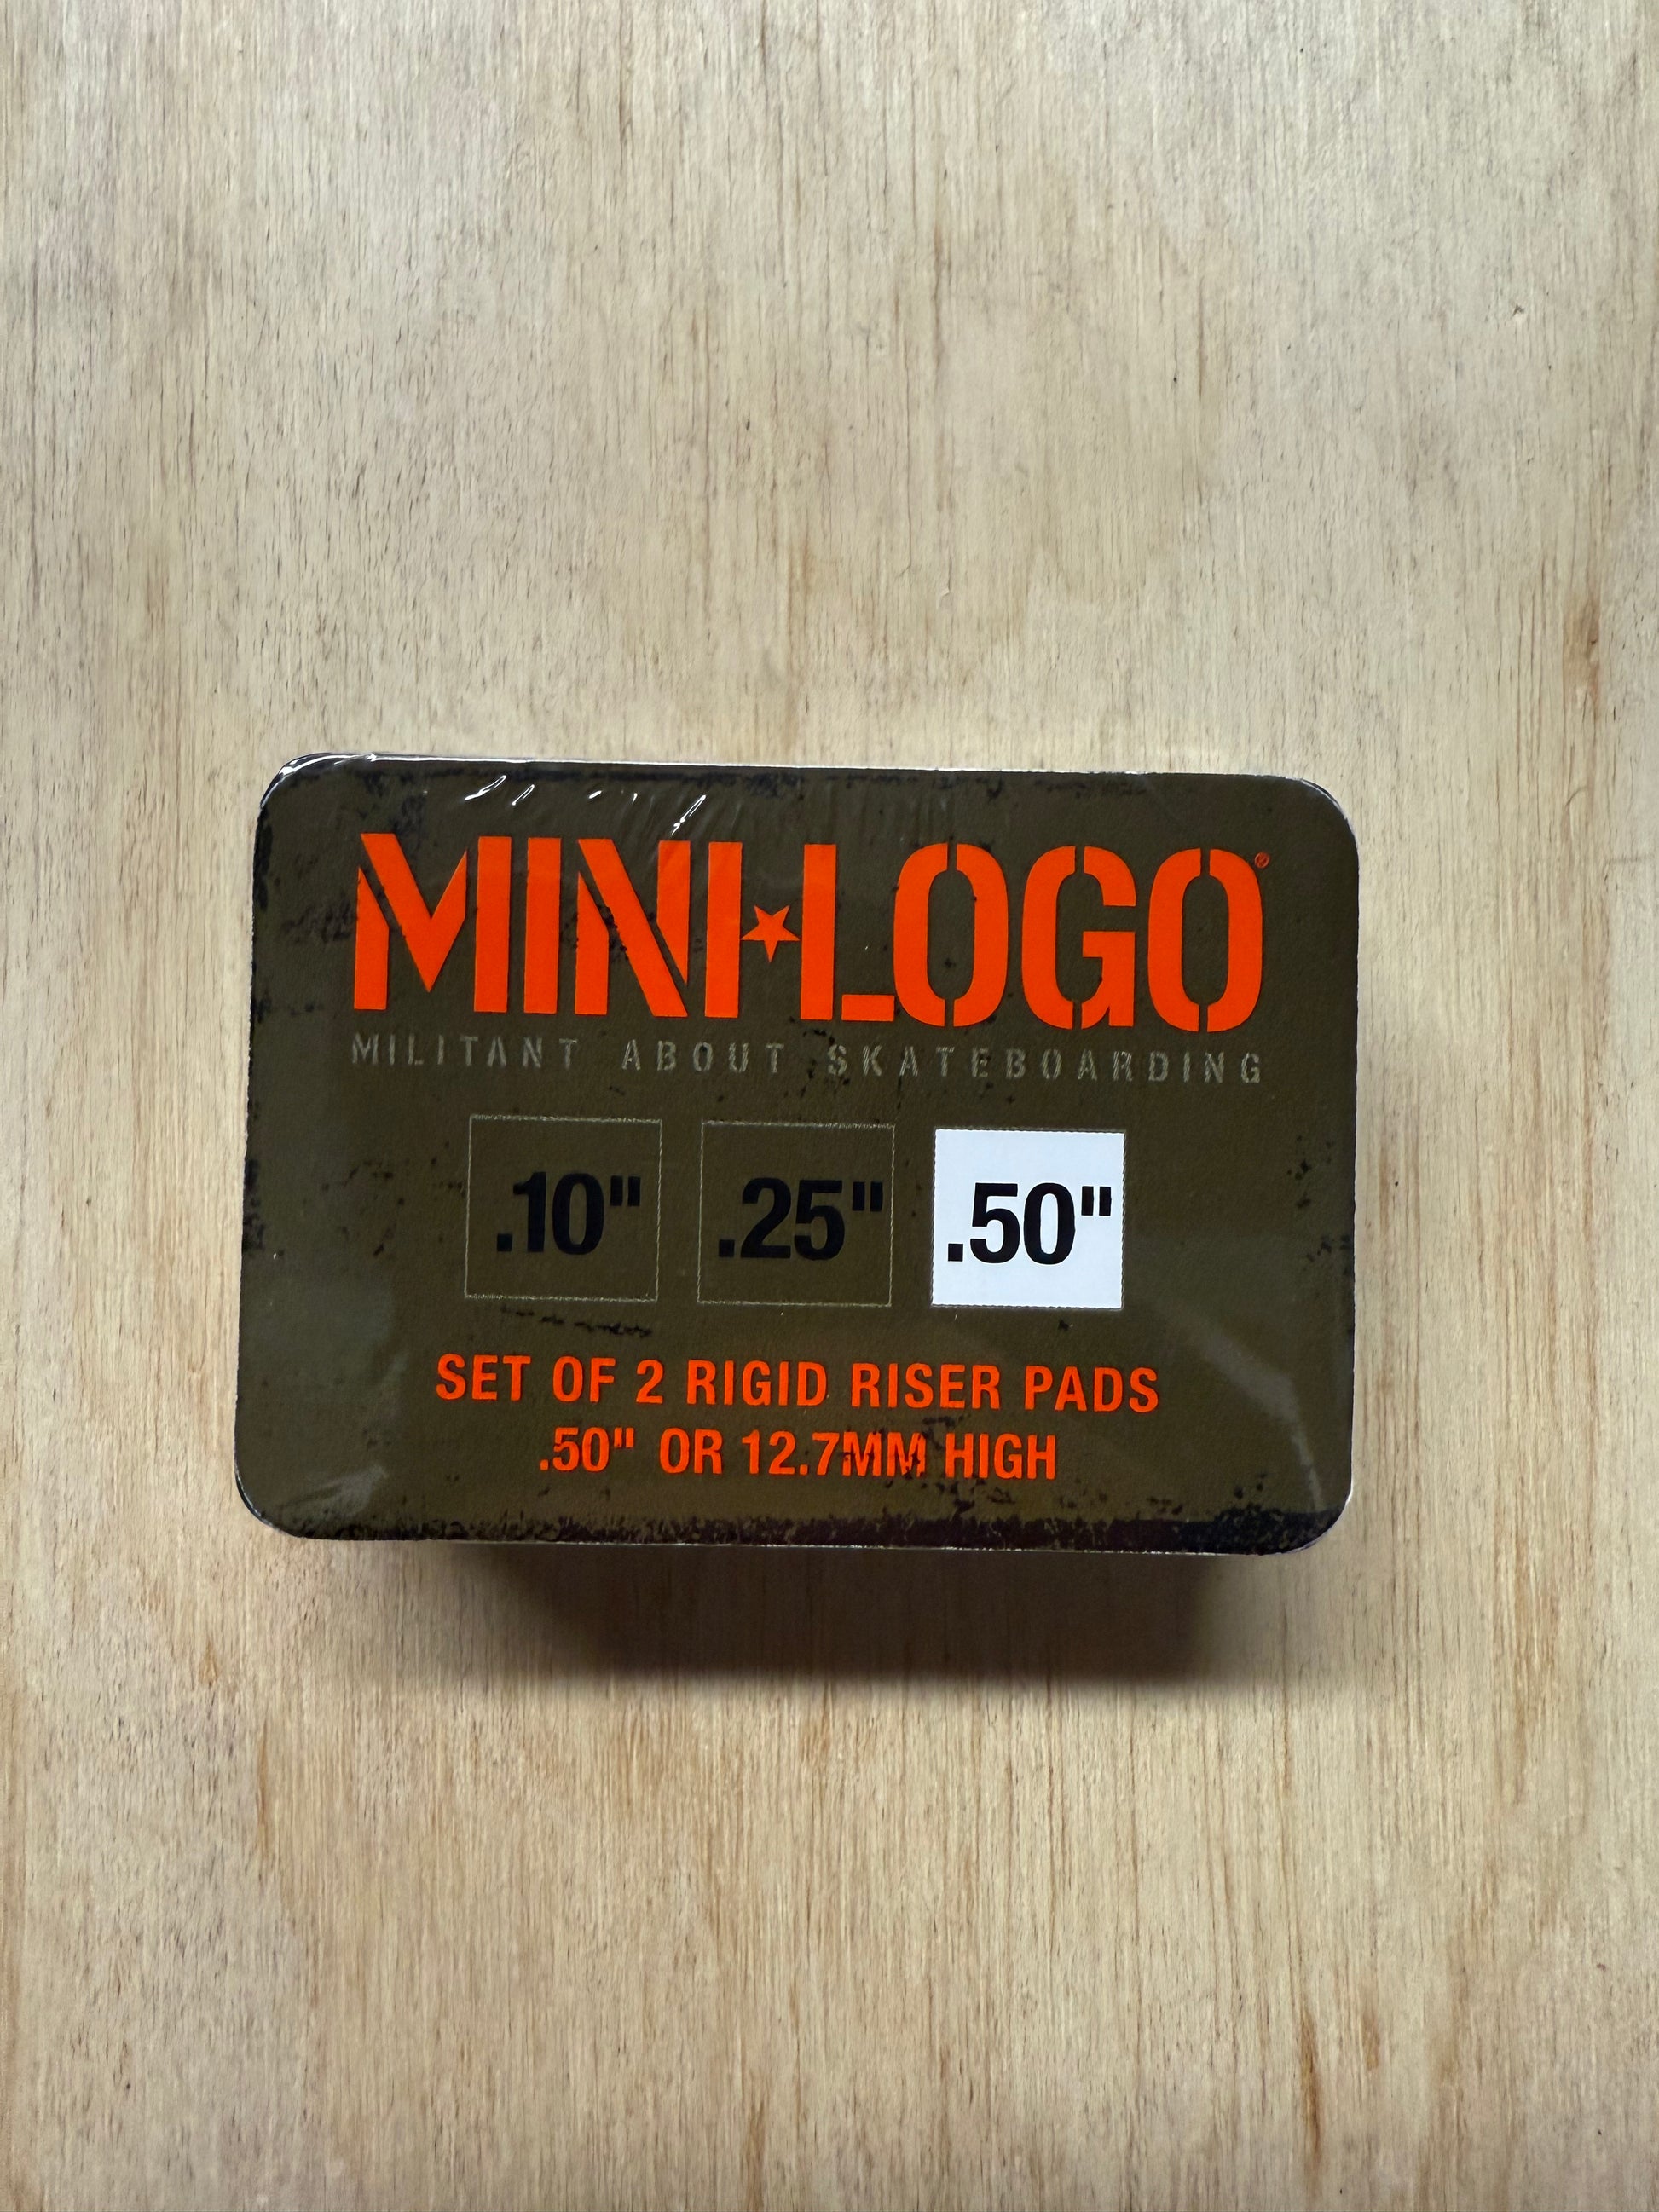 MINI★LOGO®
MILITANT ABOUT SKATEBOARDING
.10" .25" .50"
SET OF 2 RIGID RISER PADS
.50" OR 12.7MM HIGH